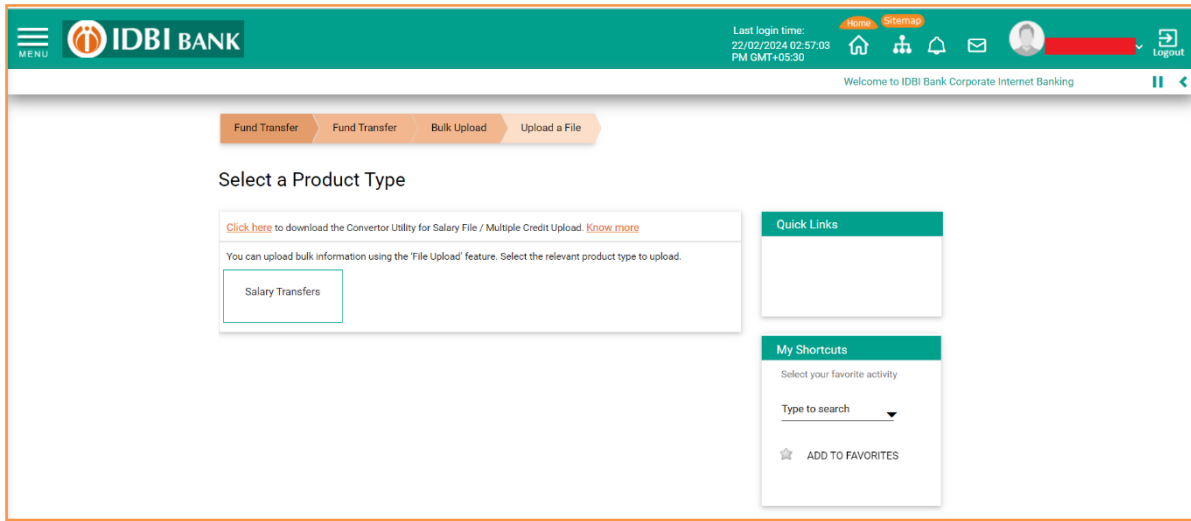 MENU
IDBI BANK
Last login time:
22/02/2024 02:57:03
PM GMT+05:30
Home
Sitemap
Logout
Welcome to IDBI Bank Corporate Internet Banking
Fund Transfer
Fund Transfer
Bulk Upload
Upload a File
Select a Product Type
Click here to download the Convertor Utility for Salary File / Multiple Credit Upload. Know more
You can upload bulk information using the 'File Upload' feature. Select the relevant product type to upload.
Salary Transfers
Quick Links
My Shortcuts
Select your favorite activity
Type to search
ADD TO FAVORITES